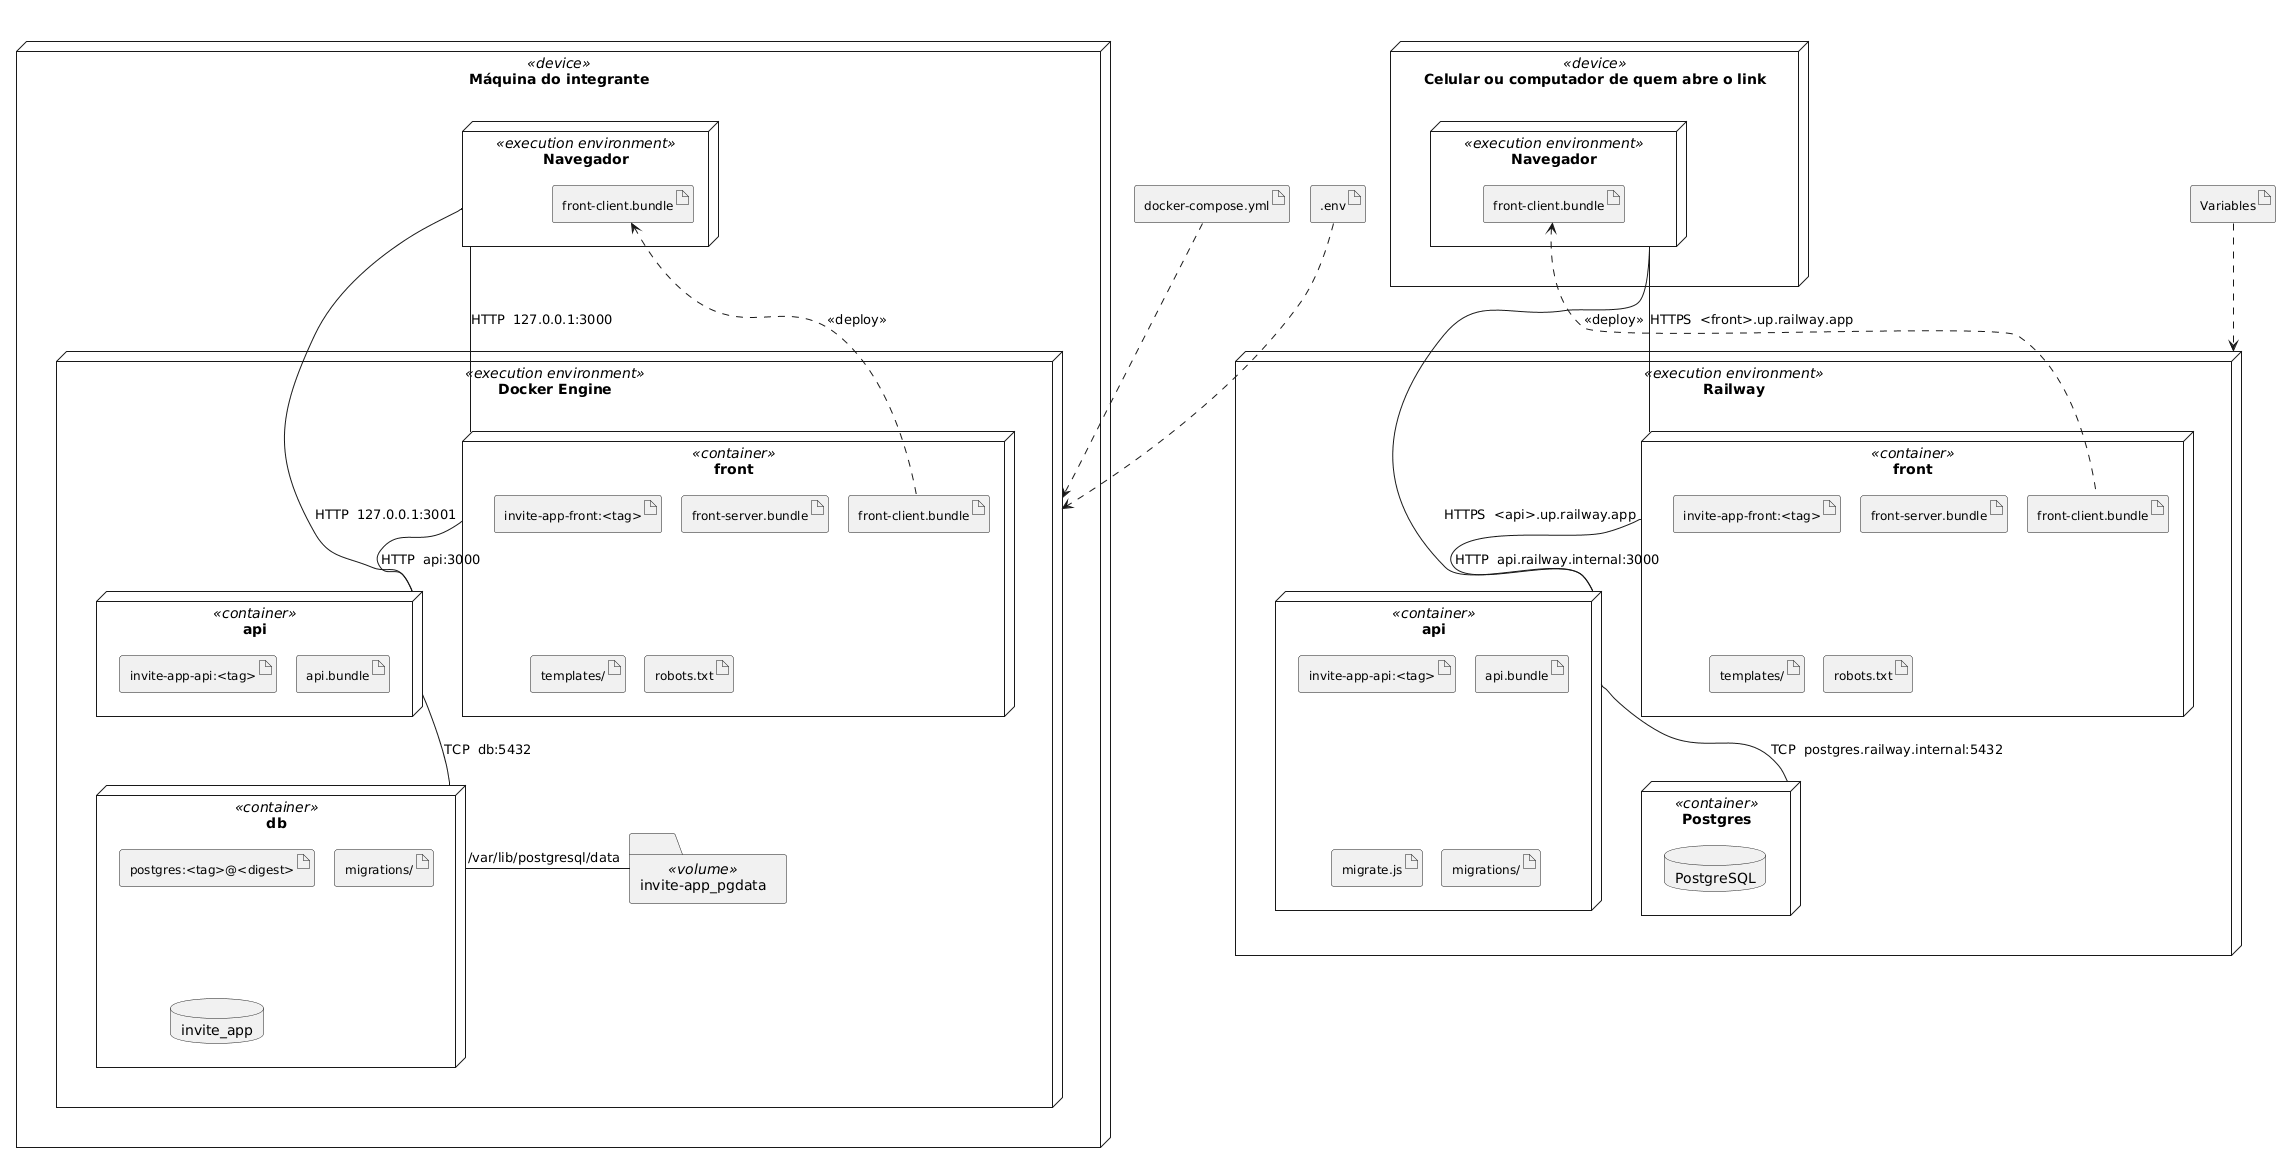 «device»
Máquina do integrante
«execution environment»
Navegador
front-client.bundle
HTTP  127.0.0.1:3000
«deploy»
«execution environment»
Docker Engine
«container»
front
invite-app-front:<tag>
front-server.bundle
front-client.bundle
templates/
robots.txt
HTTP  127.0.0.1:3001
HTTP  api:3000
«container»
api
invite-app-api:<tag>
api.bundle
TCP  db:5432
«container»
db
postgres:<tag>@<digest>
migrations/
invite_app
/var/lib/postgresql/data
«volume»
invite-app_pgdata
docker-compose.yml
.env
«device»
Celular ou computador de quem abre o link
«execution environment»
Navegador
front-client.bundle
«deploy»
HTTPS  <front>.up.railway.app
Variables
«execution environment»
Railway
«container»
front
invite-app-front:<tag>
front-server.bundle
front-client.bundle
templates/
robots.txt
HTTPS  <api>.up.railway.app
HTTP  api.railway.internal:3000
«container»
api
invite-app-api:<tag>
api.bundle
migrate.js
migrations/
TCP  postgres.railway.internal:5432
«container»
Postgres
PostgreSQL